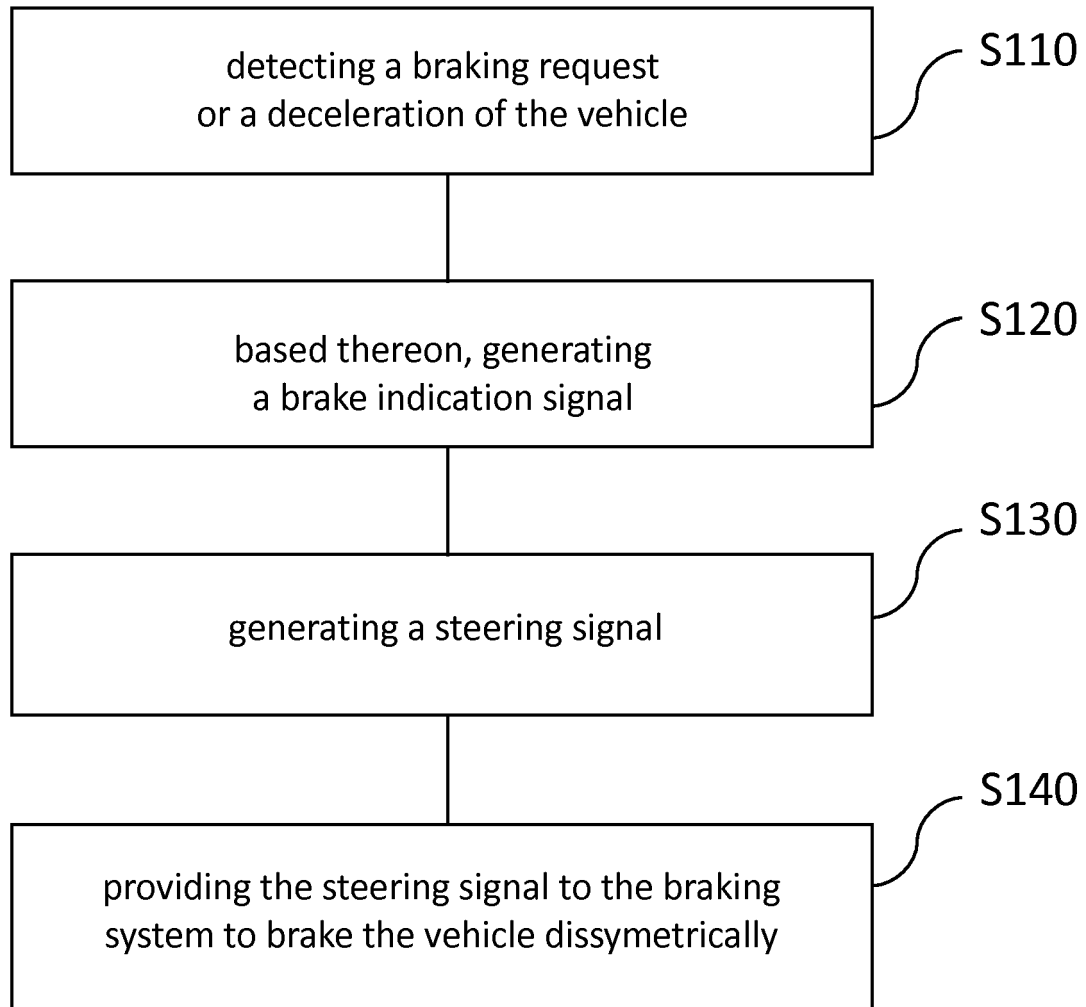 detecting a braking request
or a deceleration of the vehicle
S110
based thereon, generating
a brake indication signal
S120
generating a steering signal
S130
providing the steering signal to the braking
system to brake the vehicle dissymetrically
S140